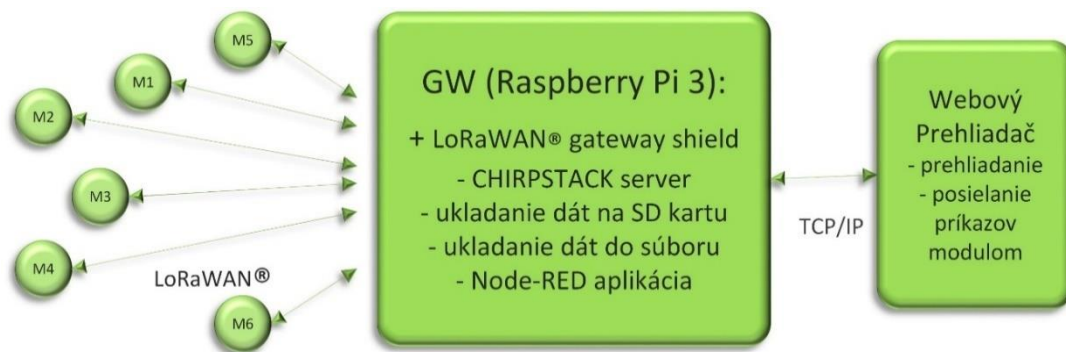 M5
M1
M2
M3
M4
M6
LoRaWAN®
GW (Raspberry Pi 3):
+ LoRaWAN® gateway shield
- CHIRPSTACK server
- ukladanie dát na SD kartu
- ukladanie dát do súboru
- Node-RED aplikácia
TCP/IP
Webový
Prehliadač
- prehliadanie
- posielanie
príkazov
modulom